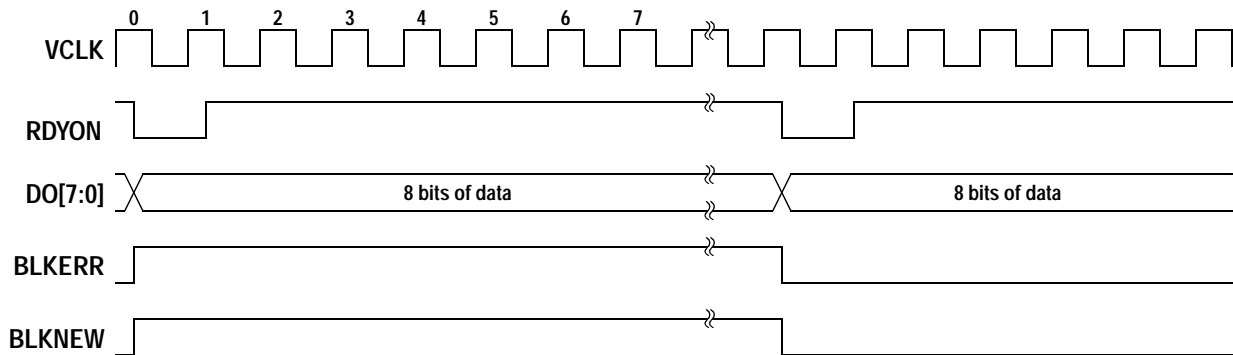 0 1 2 3 4 5 6 7
VCLK
RDYON
DO[7:0] 8 bits of data 8 bits of data
BLKERR
BLKNEW